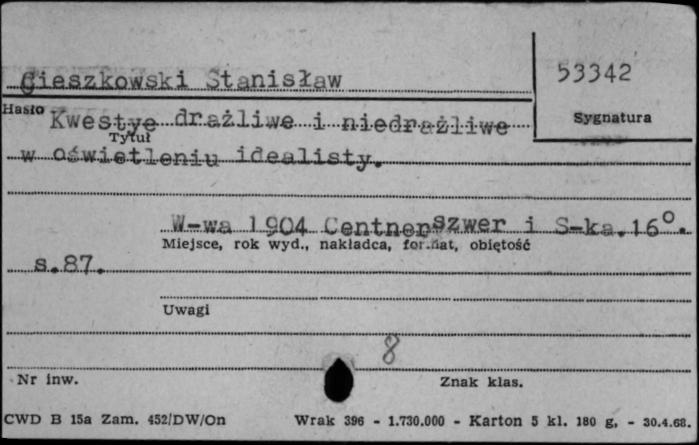 Cieszkowski Stanisław
53342
Hasło
Sygnatura
Kwestye drażliwe i niedrażliwe
Tytuł
w oświetleniu idealisty.
W-wa 1904 Centnerszwer i S-ka.16°.
Miejsce, rok wyd., nakładca, format, objętość
s.87.
Uwagi
8
Nr inw.
Znak klas.
CWD B 15a Zam. 452/DW/On
Wrak 396 - 1.730.000 - Karton 5 kl. 180 g, - 30.4.68.